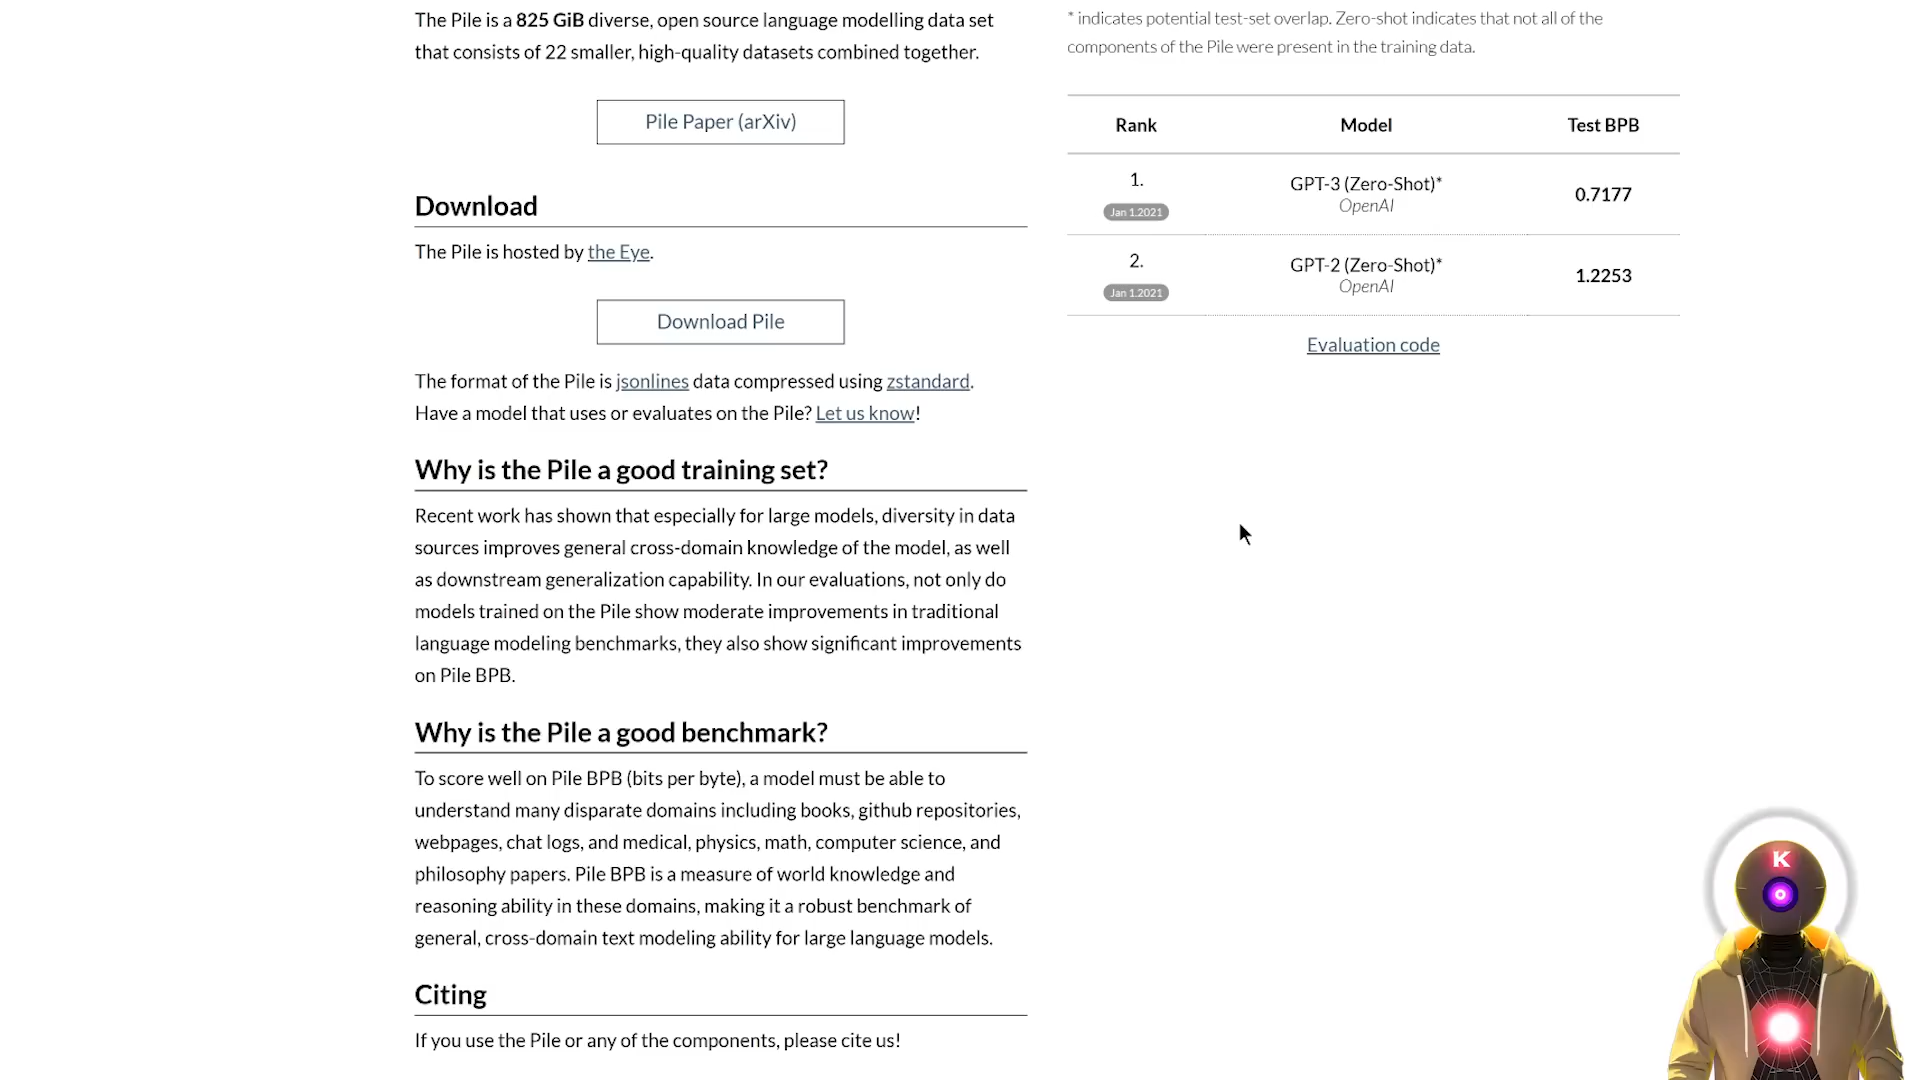 The Pile is a 825 GiB diverse, open source language modelling data set
that consists of 22 smaller, high-quality datasets combined together.
Pile Paper (arXiv)
Download
The Pile is hosted by the Eye.
Download Pile
The format of the Pile is jsonlines data compressed using zstandard.
Have a model that uses or evaluates on the Pile? Let us know!
Why is the Pile a good training set?
Recent work has shown that especially for large models, diversity in data
sources improves general cross-domain knowledge of the model, as well
as downstream generalization capability. In our evaluations, not only do
models trained on the Pile show moderate improvements in traditional
language modeling benchmarks, they also show significant improvements
on Pile BPB.
Why is the Pile a good benchmark?
To score well on Pile BPB (bits per byte), a model must be able to
understand many disparate domains including books, github repositories,
webpages, chat logs, and medical, physics, math, computer science, and
philosophy papers. Pile BPB is a measure of world knowledge and
reasoning ability in these domains, making it a robust benchmark of
general, cross-domain text modeling ability for large language models.
Citing
If you use the Pile or any of the components, please cite us!
* indicates potential test-set overlap. Zero-shot indicates that not all of the
components of the Pile were present in the training data.
Rank Model Test BPB
1. GPT-3 (Zero-Shot)* 0.7177
Jan 1.2021 OpenAI
2. GPT-2 (Zero-Shot)* 1.2253
Jan 1.2021 OpenAI
Evaluation code
K